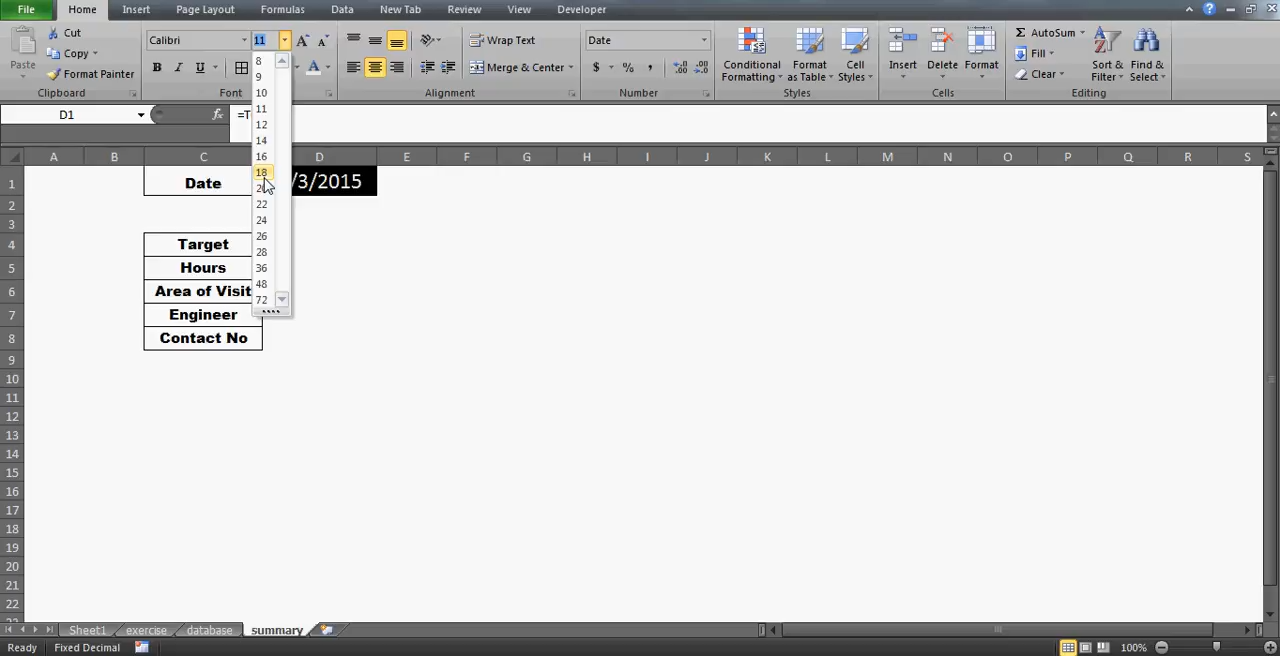 File Home Insert Page Layout Formulas Data New Tab Review View Developer
Cut Calibri 11 Wrap Text Date AutoSum
Copy Fill
Paste Format Painter B I U Merge & Center $ % , Conditional Formatting Format as Table Cell Styles Insert Delete Format Clear Sort & Filter Find & Select
Clipboard Font Alignment Number Styles Cells Editing
D1 fx =T
A B C D E F G H I J K L M N O P Q R S
8
9
10
11
12
14
16
18
22
24
26
28
36
48
72
1 Date /3/2015
2
3
4 Target
5 Hours
6 Area of Visit
7 Engineer
8 Contact No
9
10
11
12
13
14
15
16
17
18
19
20
21
22
Sheet1 exercise database summary
Ready Fixed Decimal 100%